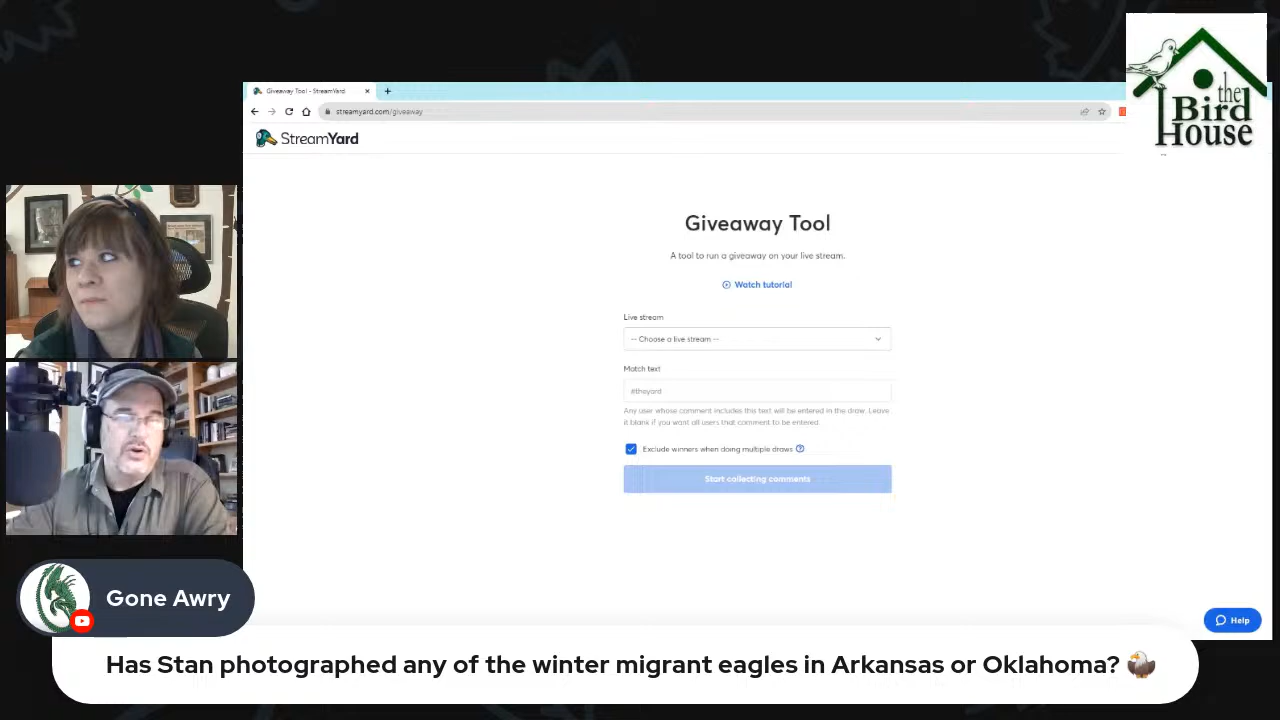 Giveaway Tool - StreamYard
streamyard.com/giveaway
StreamYard
the
Bird
House
Giveaway Tool
A tool to run a giveaway on your live stream.
Watch tutorial
Live stream
-- Choose a live stream --
Match text
#theyard
Any user whose comment includes this text will be entered in the draw. Leave
it blank if you want all users that comment to be entered.
Exclude winners when doing multiple draws
Start collecting comments
Help
Gone Awry
Has Stan photographed any of the winter migrant eagles in Arkansas or Oklahoma? 🦅